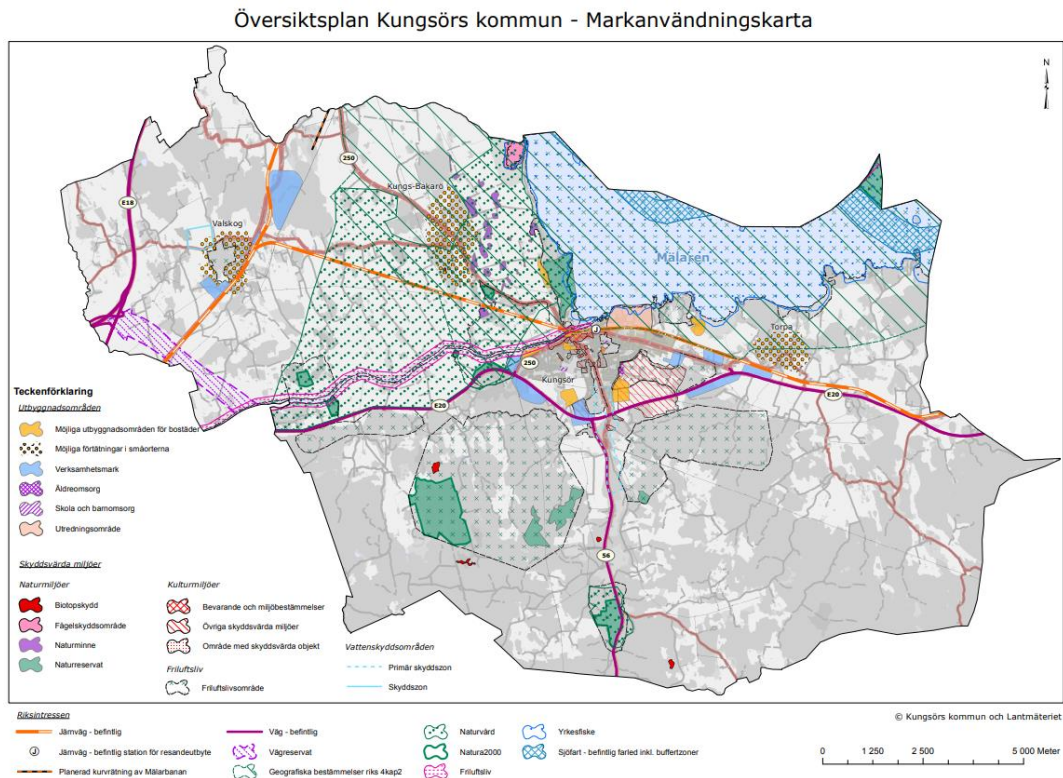 Översiktsplan Kungsörs kommun - Markanvändningskarta
N
250
E18
Kungs-Bakarö
Valskog
Mälaren
J
Torpa
250
Kungsör
E20
E20
56
Teckenförklaring
Utbyggnadsområden
Möjliga utbyggnadsområden för bostäder
Möjliga förtätningar i småorterna
Verksamhetsmark
Äldreomsorg
Skola och barnomsorg
Utredningsområde
Skyddsvärda miljöer
Naturmiljöer
Biotopskydd
Fågelskyddsområde
Naturminne
Naturreservat
Kulturmiljöer
Bevarande och miljöbestämmelser
Övriga skyddsvärda miljöer
Område med skyddsvärda objekt
Friluftsliv
Friluftslivsområde
Vattenskyddsområden
Primär skyddszon
Skyddszon
Riksintressen
Järnväg - befintlig
J
Järnväg - befintlig station för resandeutbyte
Planerad kurvrätning av Mälarbanan
Väg - befintlig
Vägreservat
Geografiska bestämmelser riks 4kap2
Naturvård
Natura2000
Friluftsliv
Yrkesfiske
Sjöfart - befintlig farled inkl. buffertzoner
© Kungsörs kommun och Lantmäteriet
0 1 250 2 500 5 000 Meter